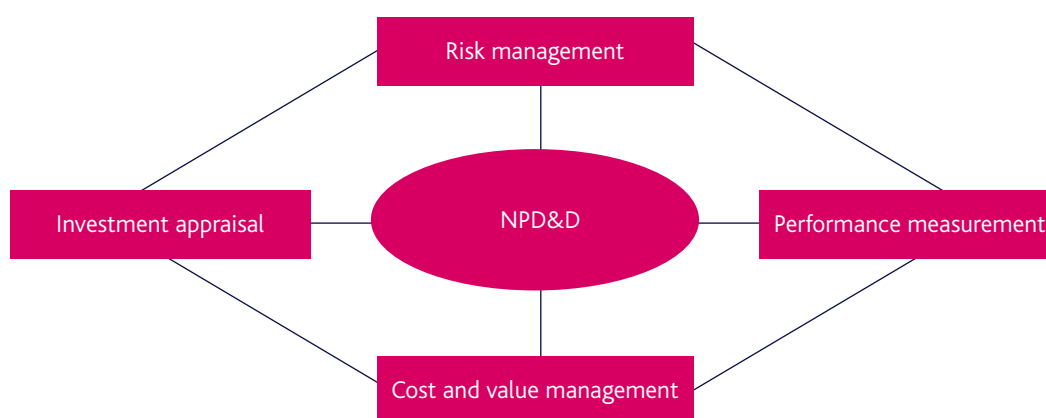 Risk management
Investment appraisal
NPD&D
Performance measurement
Cost and value management